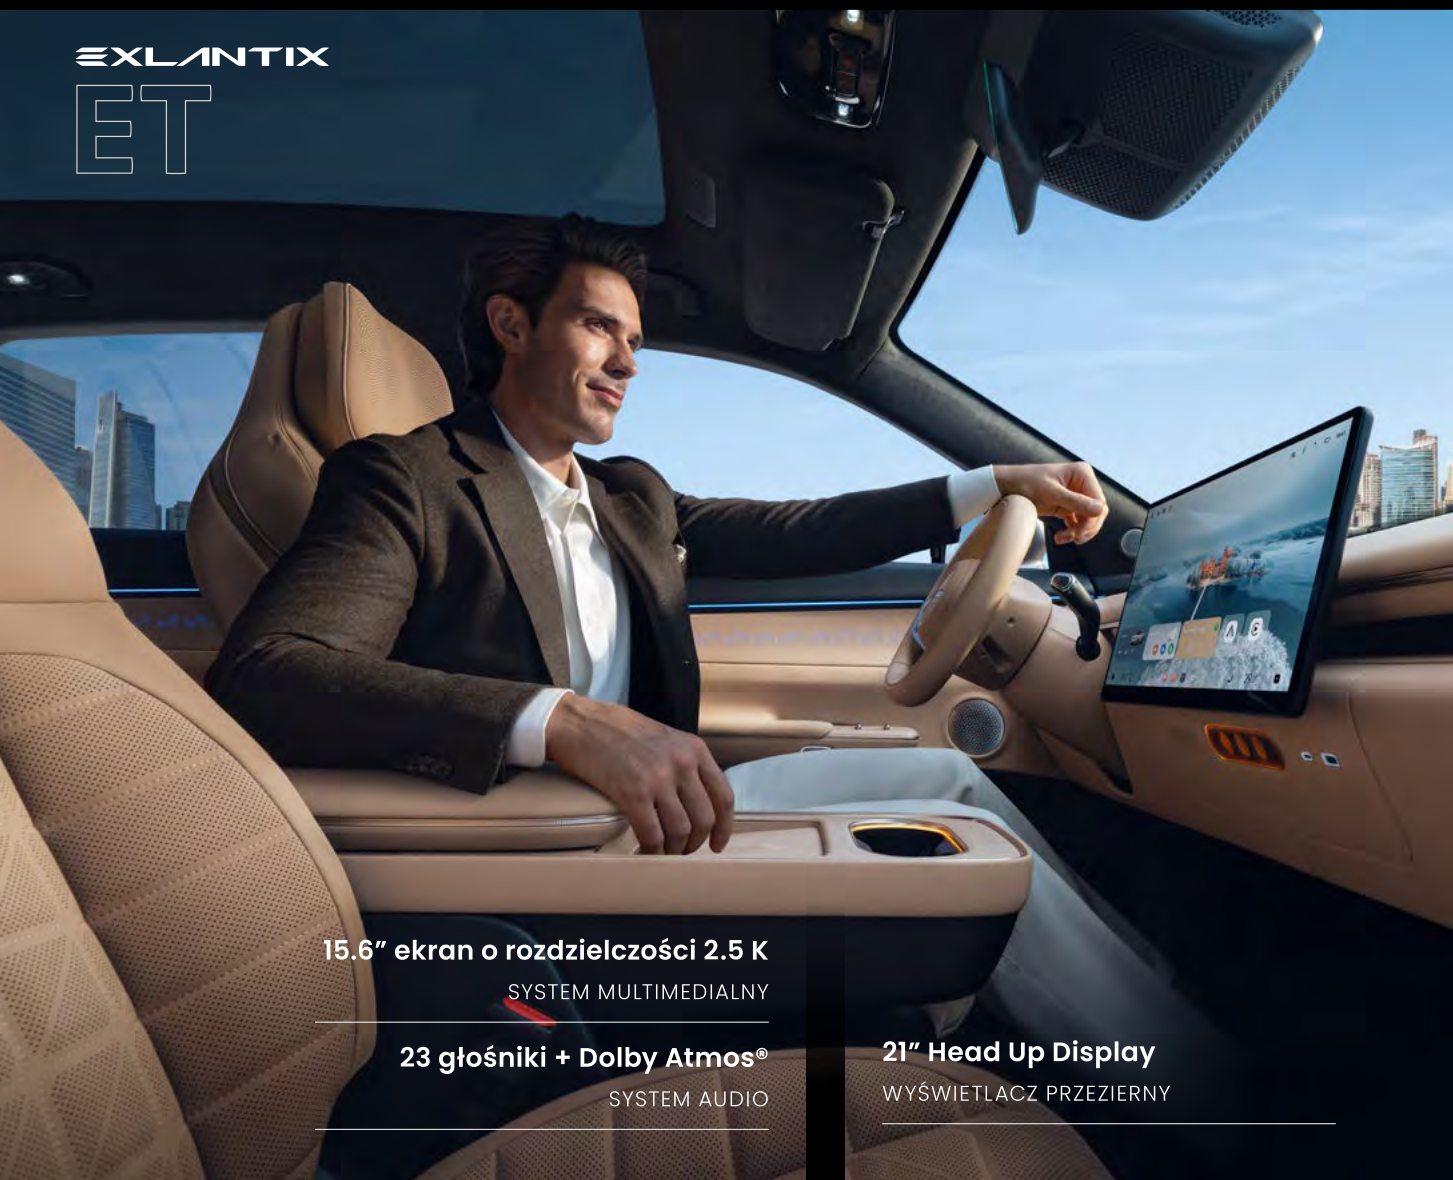 EXLANTIX
ET
15.6” ekran o rozdzielczości 2.5 K
SYSTEM MULTIMEDIALNY
23 głośniki + Dolby Atmos®
SYSTEM AUDIO
21” Head Up Display
WYŚWIETLACZ PRZEZIERNY